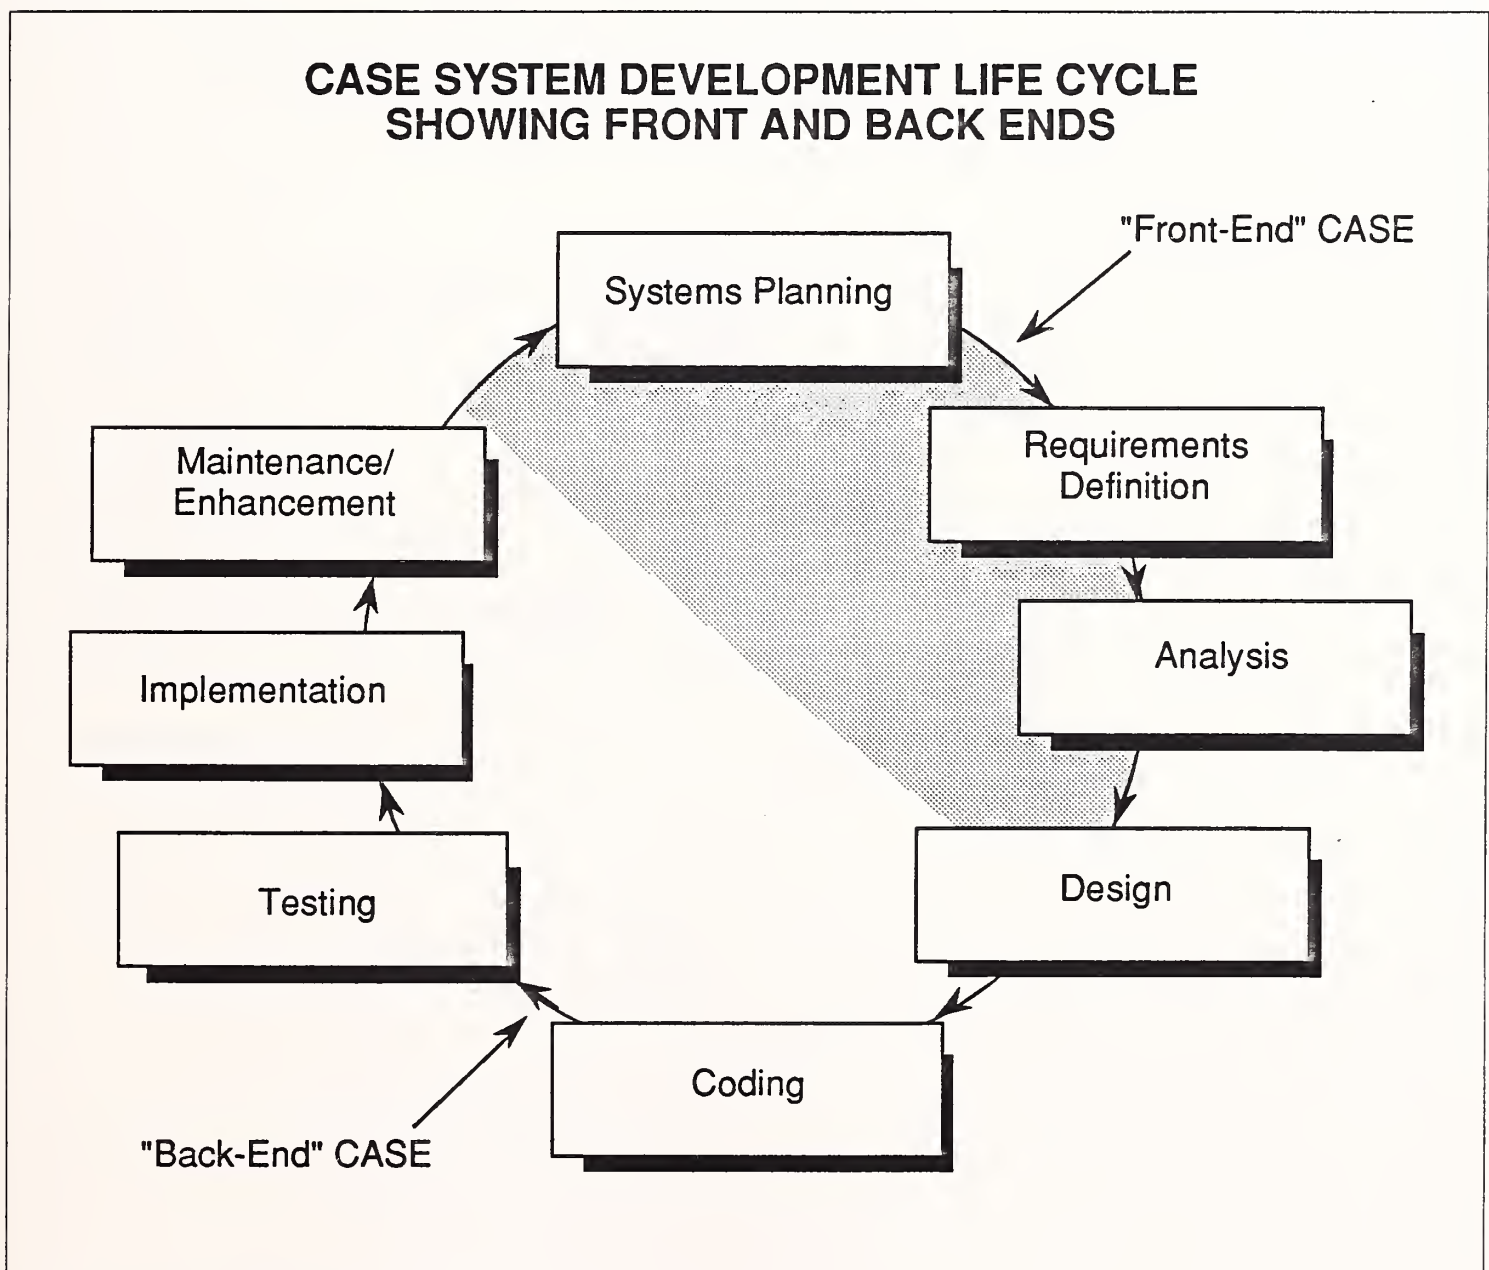 CASE SYSTEM DEVELOPMENT LIFE CYCLE
SHOWING FRONT AND BACK ENDS
"Front-End" CASE
Systems Planning
Requirements
Definition
Analysis
Design
Coding
"Back-End" CASE
Testing
Implementation
Maintenance/
Enhancement